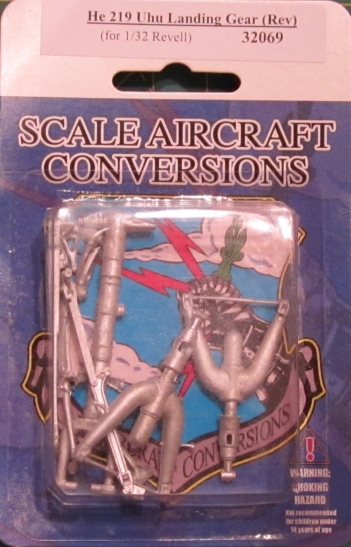 He 219 Uhu Landing Gear (Rev)
(for 1/32 Revell) 32069
SCALE AIRCRAFT
CONVERSIONS
CONVERSIONS
WARNING:
CHOKING
HAZARD
Not recommended
for children under
14 years of age